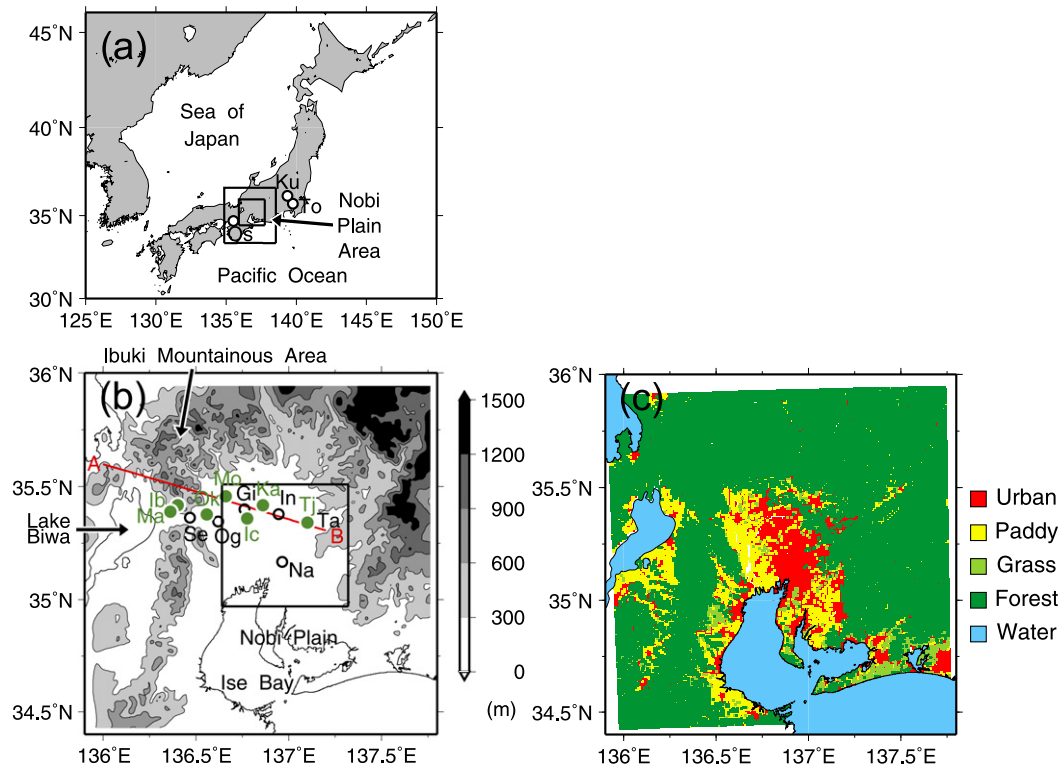 (a)
45°N
40°N
35°N
30°N
125°E 130°E 135°E 140°E 145°E 150°E
Sea of
Japan
Ku
To
Os
Nobi
Plain
Area
Pacific Ocean
Ibuki Mountainous Area
(b)
36°N
35.5°N
35°N
34.5°N
136°E 136.5°E 137°E 137.5°E
A
B
Mo
Gi
Ka
In
Tj
Ta
Ib
Ma
Se
Og
Ic
Na
Lake
Biwa
Nobi Plain
Ise Bay
1500
1200
900
600
300
0
(m)
(c)
36°N
35.5°N
35°N
34.5°N
136°E 136.5°E 137°E 137.5°E
Urban
Paddy
Grass
Forest
Water